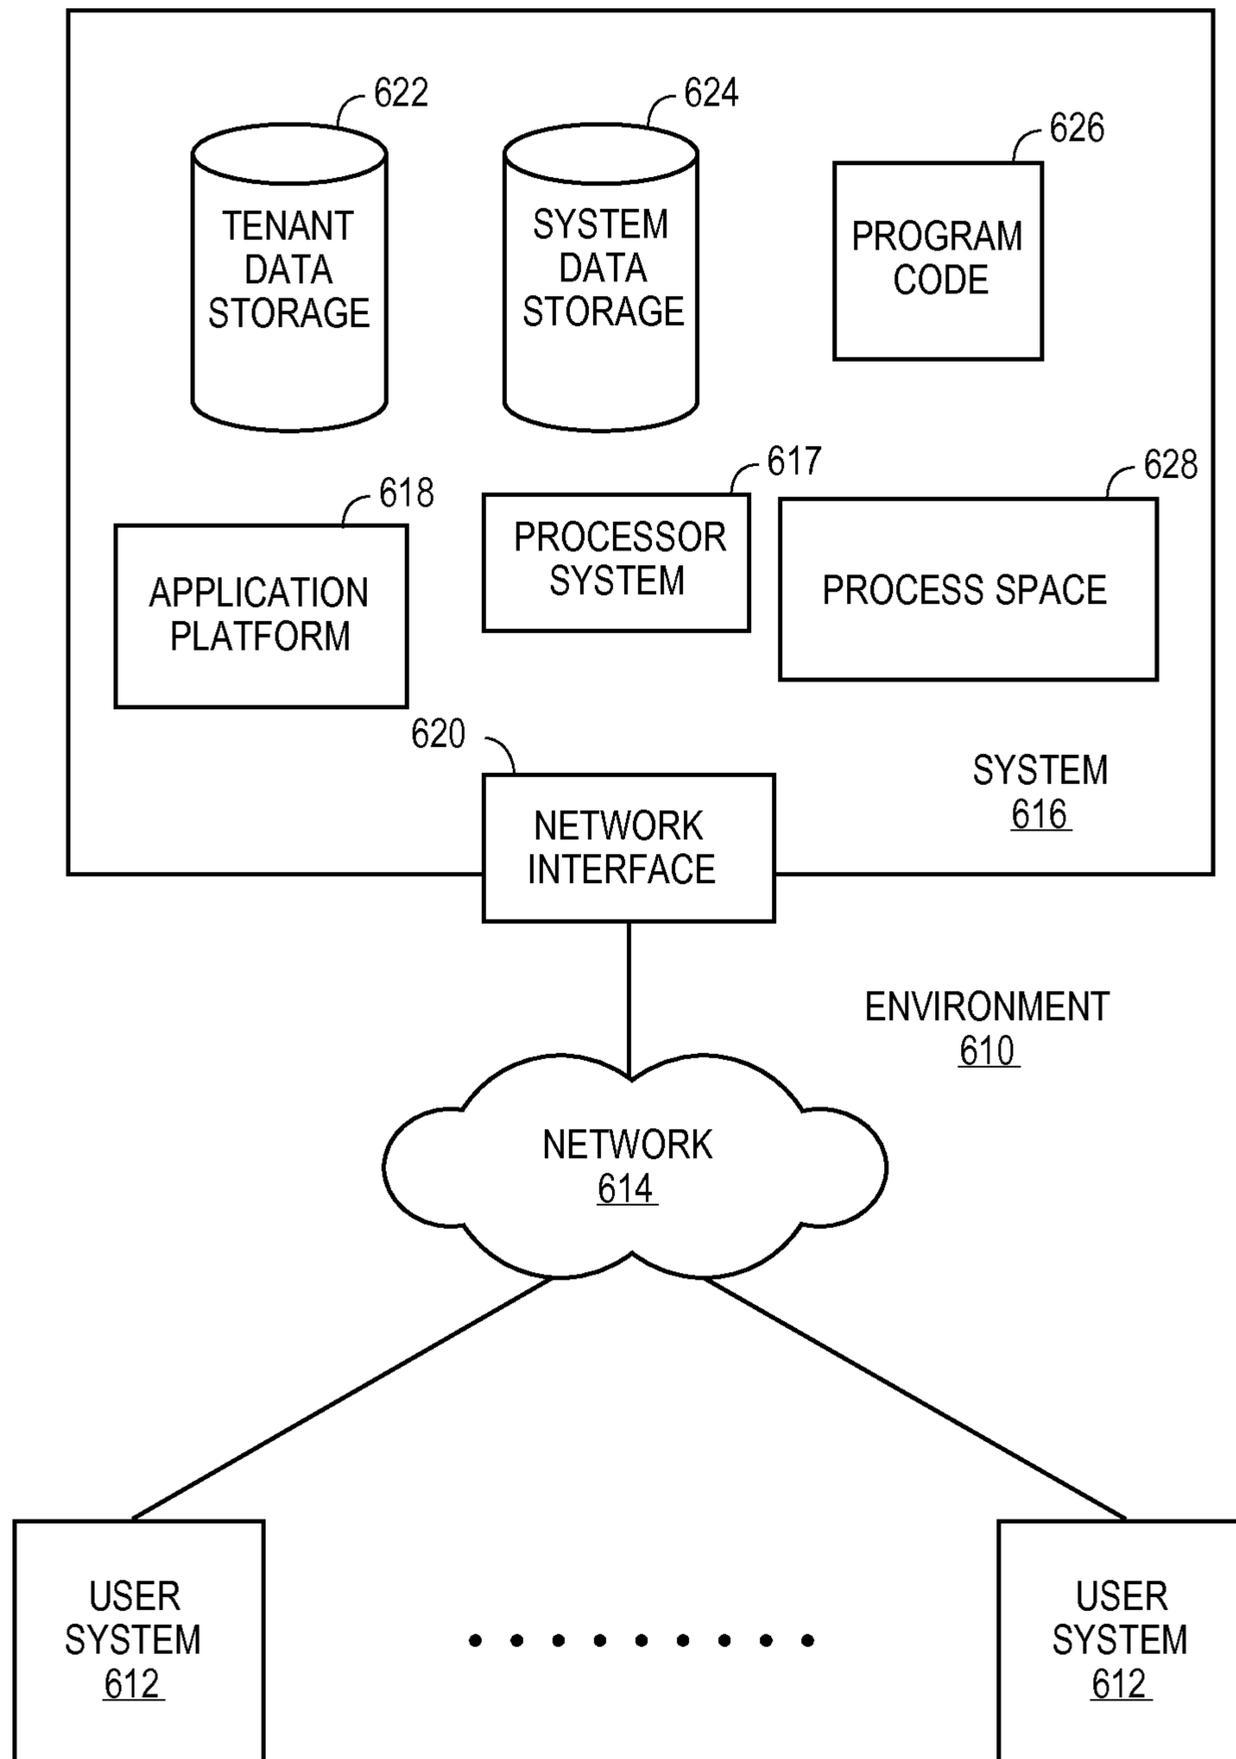 622
624
626
TENANT
DATA
STORAGE
SYSTEM
DATA
STORAGE
PROGRAM
CODE
618
617
628
APPLICATION
PLATFORM
PROCESSOR
SYSTEM
PROCESS SPACE
620
NETWORK
INTERFACE
SYSTEM
616
ENVIRONMENT
610
NETWORK
614
USER
SYSTEM
612
USER
SYSTEM
612